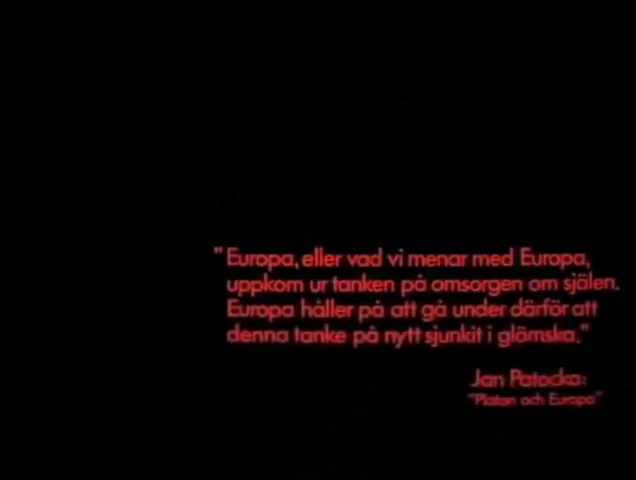 "Europa, eller vad vi menar med Europa,
uppkom ur tanken på omsorgen om själen.
Europa håller på att gå under därför att
denna tanke på nytt sjunkit i glömska."
Jan Patocka:
"Platon och Europa"